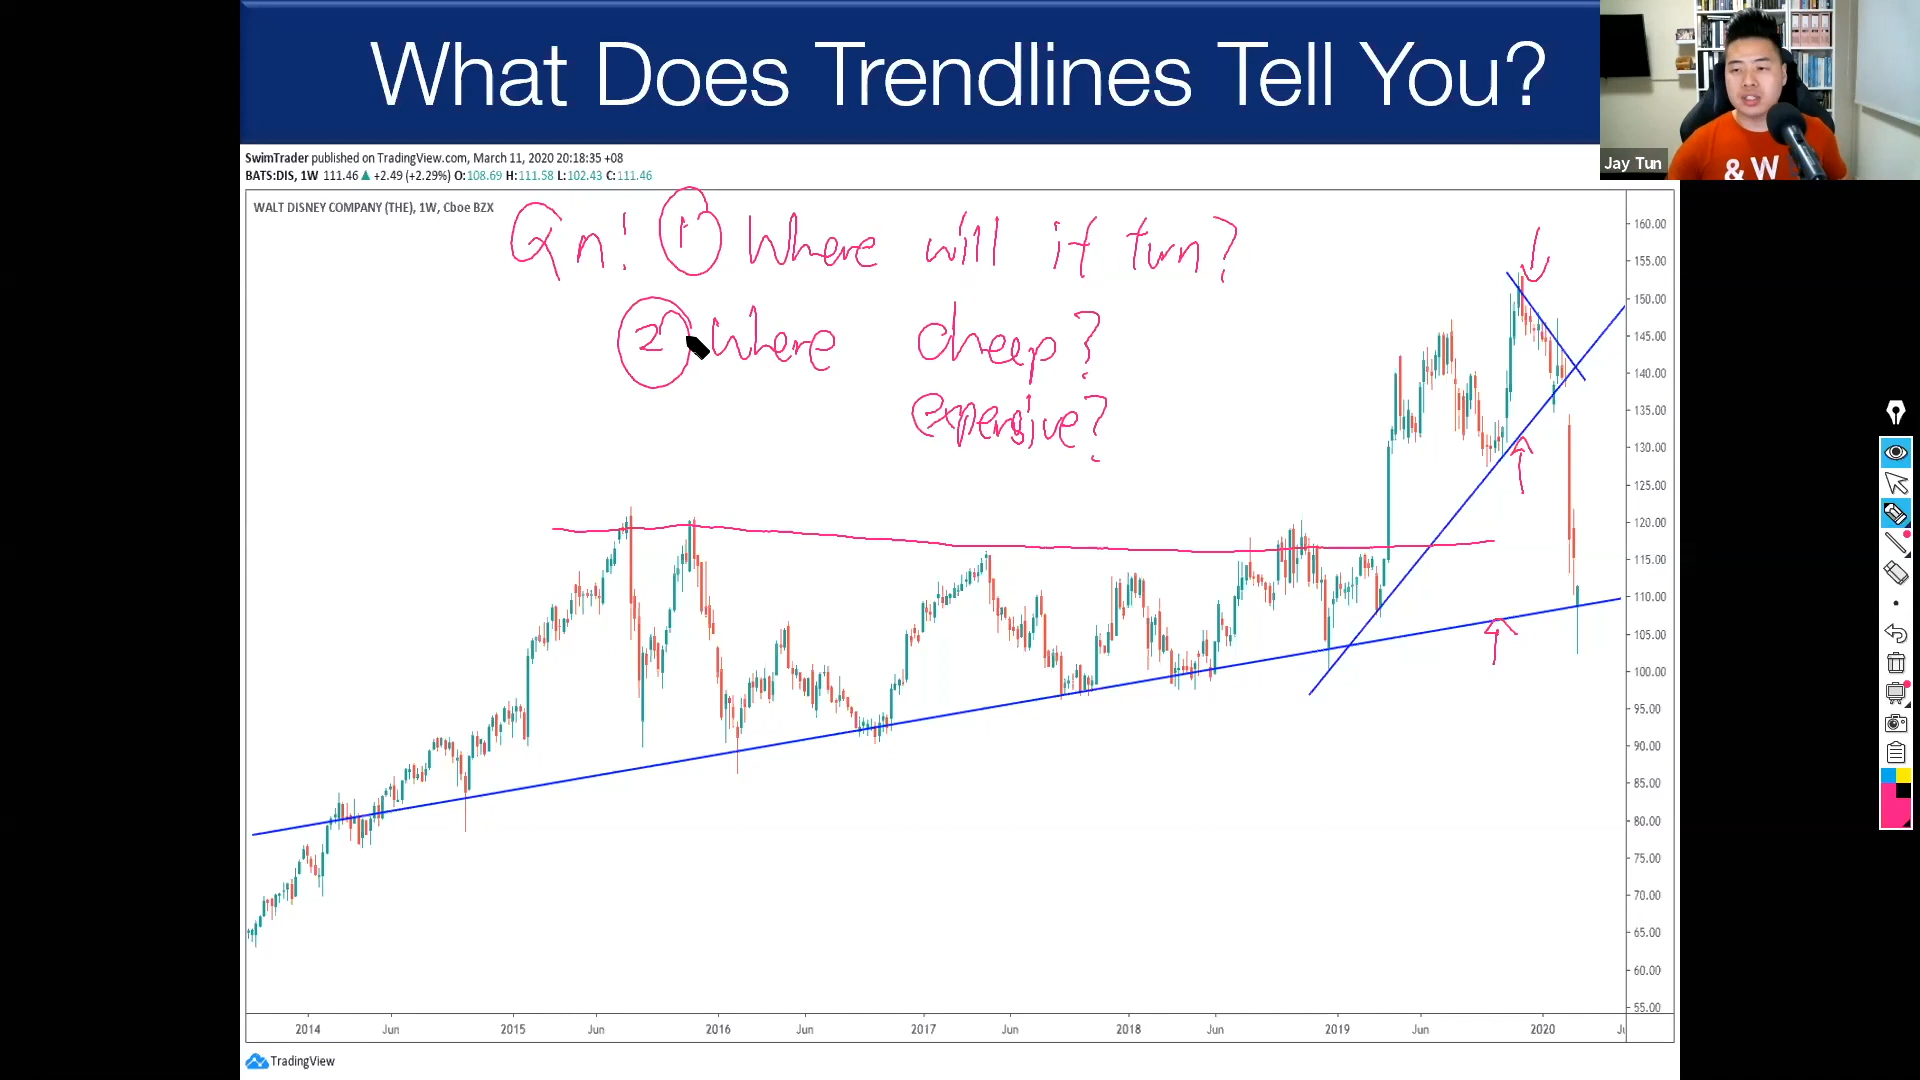 What Does Trendlines Tell You?
& W
Jay Tun
SwimTrader published on TradingView.com, March 11, 2020 20:18:35 +08
BATS:DIS, 1W 111.46 ▲ +2.49 (+2.29%) O:108.69 H:111.58 L:102.43 C:111.46
WALT DISNEY COMPANY (THE), 1W, Cboe BZX
Qn! ① Where will it turn?
② Where cheep?
expensive?
160.00
155.00
150.00
145.00
140.00
135.00
130.00
125.00
120.00
115.00
110.00
105.00
100.00
95.00
90.00
85.00
80.00
75.00
70.00
65.00
60.00
55.00
2014 Jun 2015 Jun 2016 Jun 2017 Jun 2018 Jun 2019 Jun 2020
TradingView